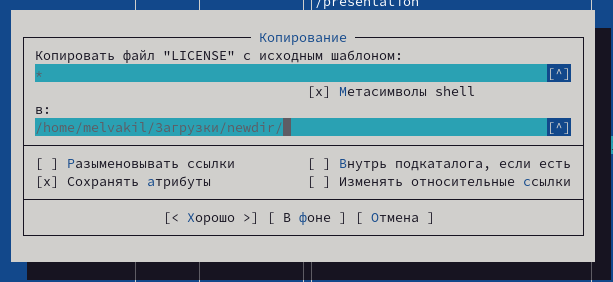 /presentation
Копирование
Копировать файл "LICENSE" с исходным шаблоном:
* [^]
[x] Метасимволы shell
в:
/home/melvakil/Загрузки/newdir/ [^]
[ ] Разыменовывать ссылки [ ] Внутрь подкаталога, если есть
[x] Сохранять атрибуты [ ] Изменять относительные ссылки
[< Хорошо >] [ В фоне ] [ Отмена ]